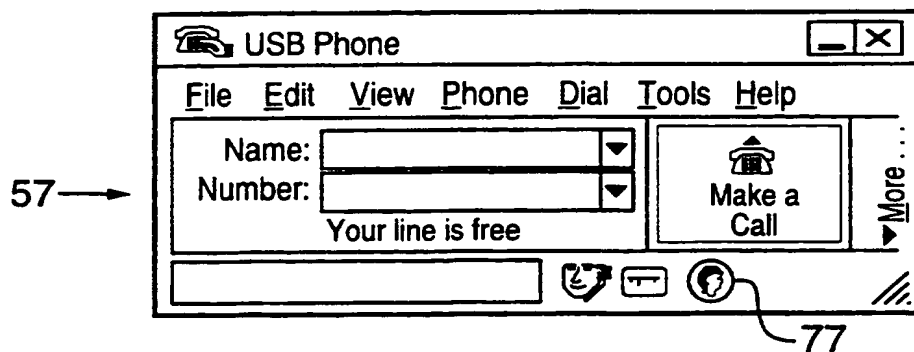 USB Phone
File Edit View Phone Dial Tools Help
Name:
Number:
Your line is free
Make a
Call
More...
57
77